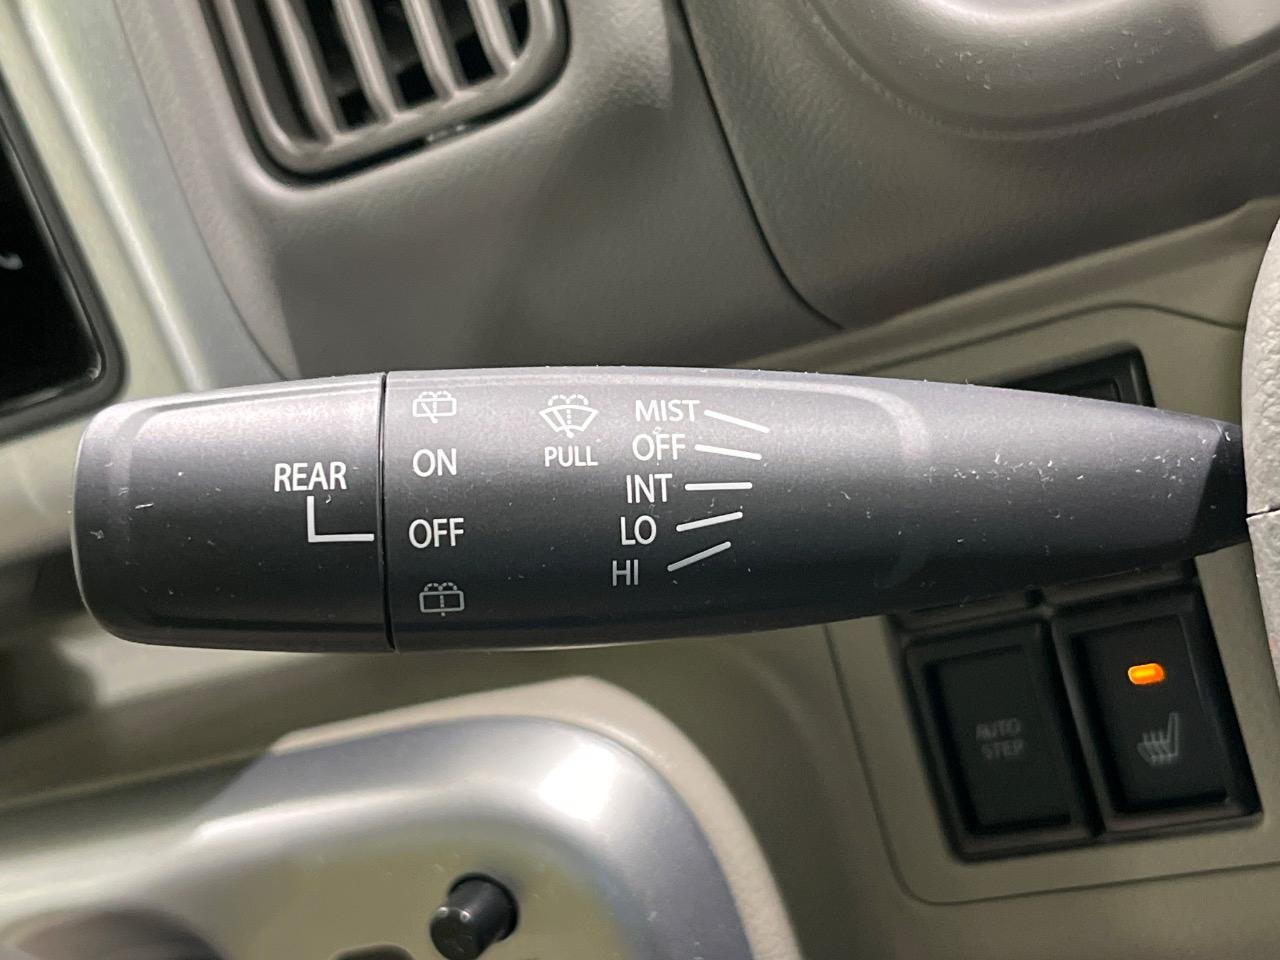 REAR
ON
OFF
PULL
MIST
OFF
INT
LO
HI
AUTO
STEP